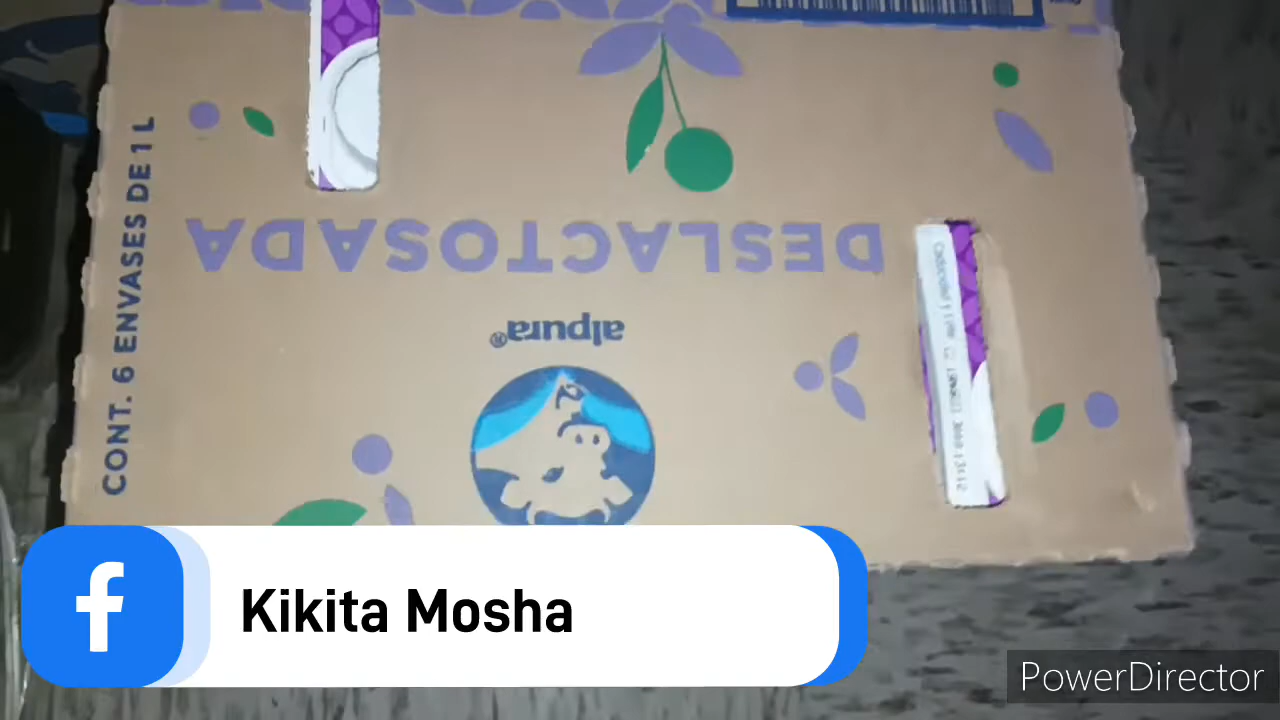 CONT. 6 ENVASES DE 1 L
DESLACTOSADA
alpura®
Kikita Mosha
PowerDirector